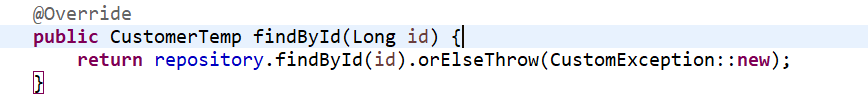 @Override
public CustomerTemp findById(Long id) {
return repository.findById(id).orElseThrow(CustomException::new);
}